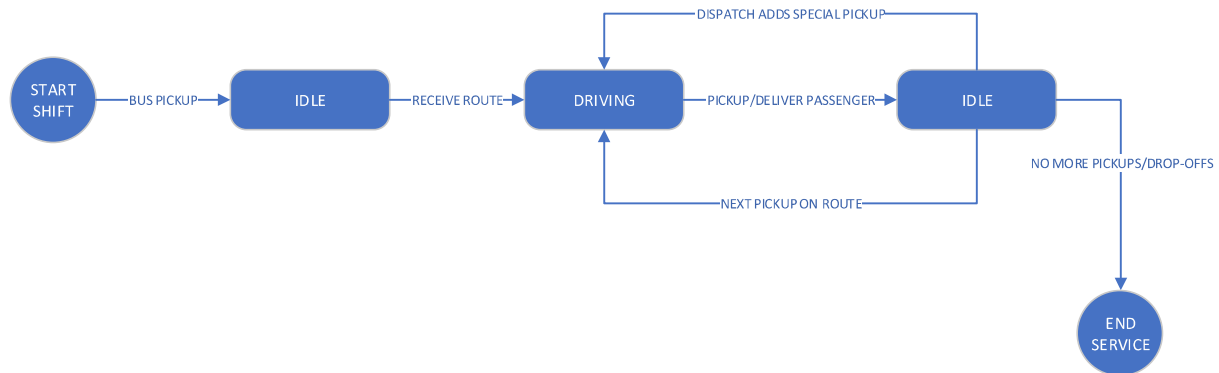 DISPATCH ADDS SPECIAL PICKUP
START
SHIFT
BUS PICKUP
IDLE
RECEIVE ROUTE
DRIVING
PICKUP/DELIVER PASSENGER
IDLE
NO MORE PICKUPS/DROP-OFFS
NEXT PICKUP ON ROUTE
END
SERVICE